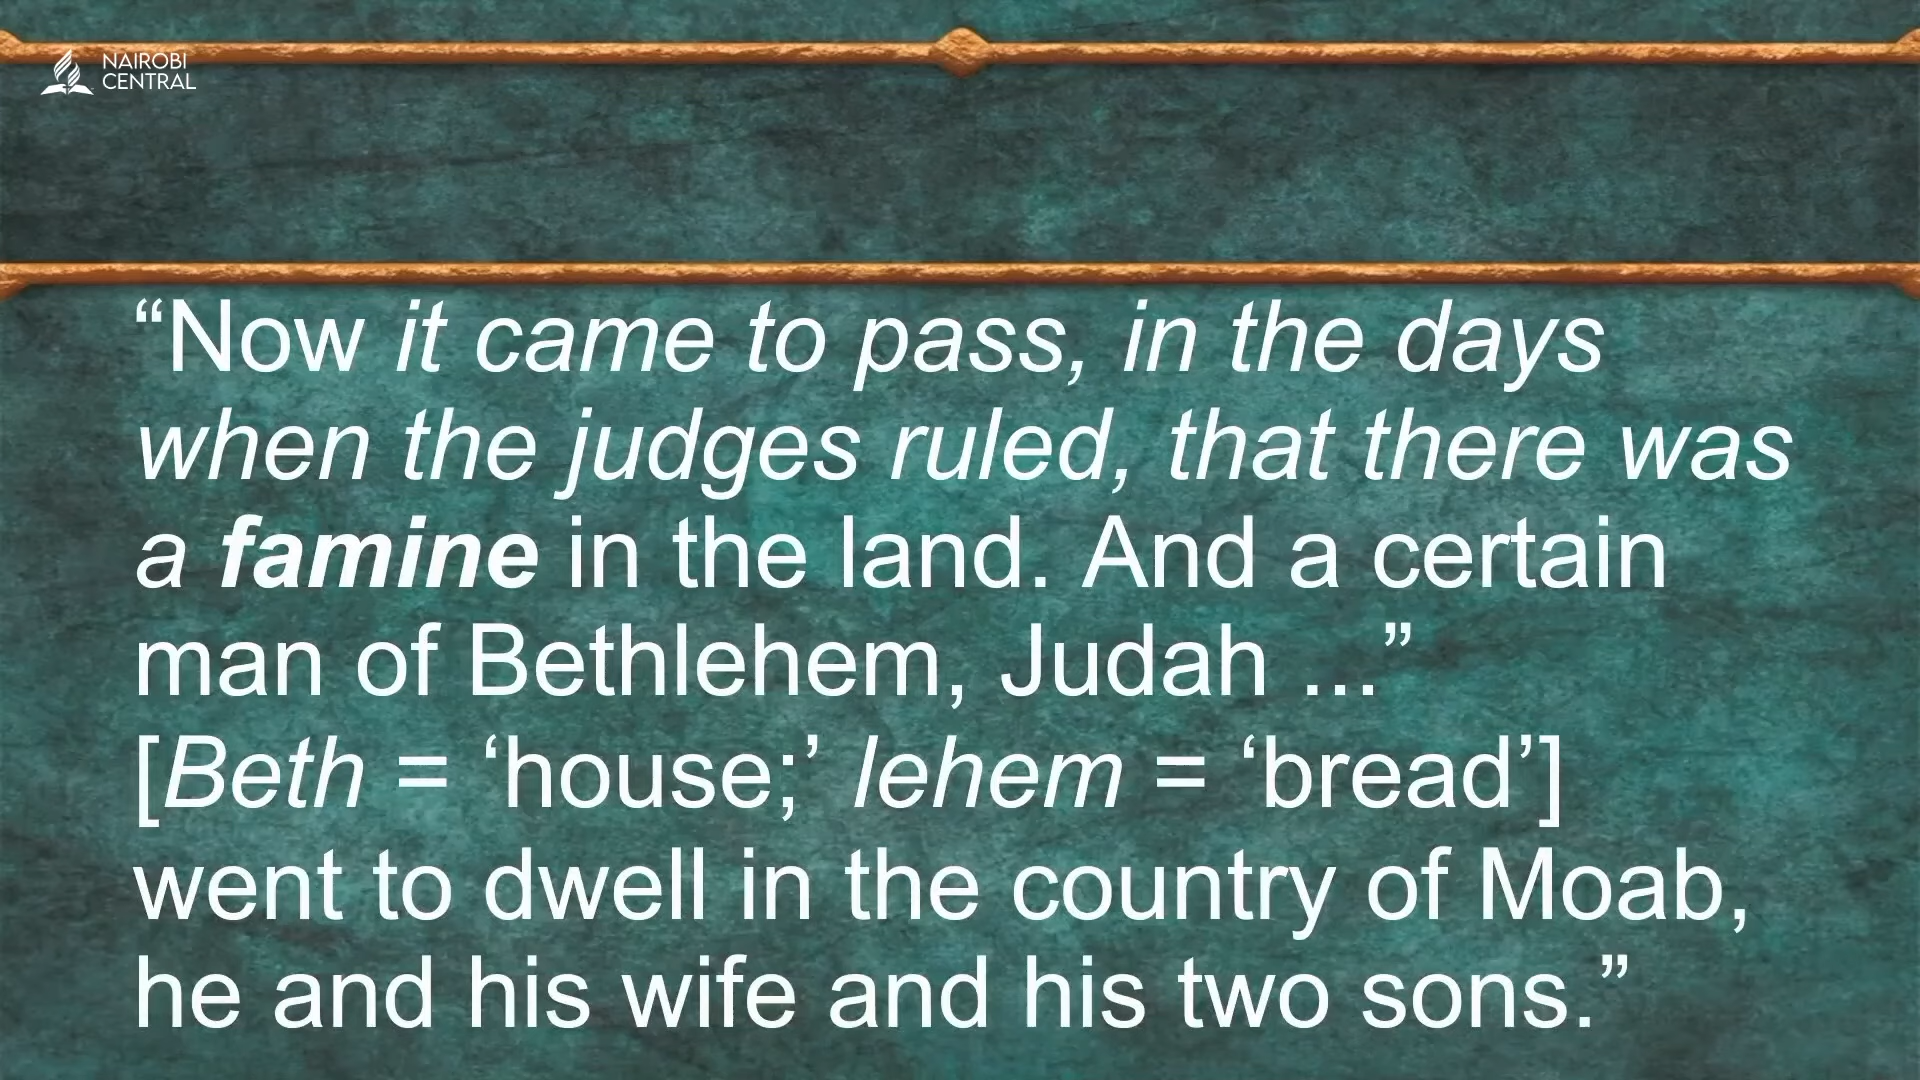 NAIROBI
CENTRAL
“Now it came to pass, in the days
when the judges ruled, that there was
a famine in the land. And a certain
man of Bethlehem, Judah ...”
[Beth = ‘house;’ lehem = ‘bread’]
went to dwell in the country of Moab,
he and his wife and his two sons.”